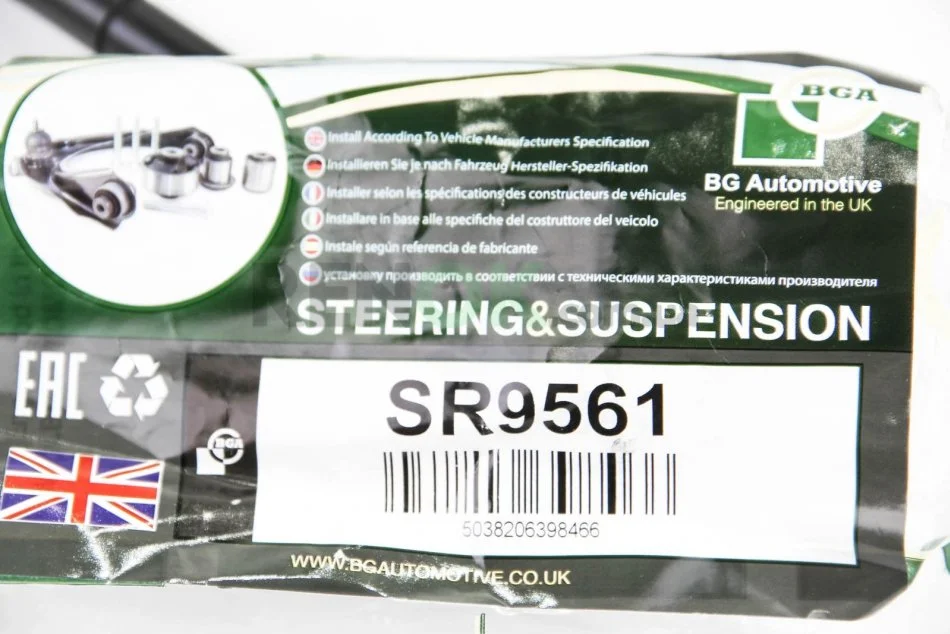 BGA
BG Automotive
Engineered in the UK
Install According To Vehicle Manufacturers Specification
Installieren Sie je nach Fahrzeug Hersteller-Spezifikation
Installer selon les spécifications des constructeurs de véhicules
Installare in base alle specifiche del costruttore del veicolo
Instale según referencia de fabricante
установку производить в соответствии с техническими характеристиками производителя
STEERING&SUSPENSION
EAC
BGA
SR9561
5038206398466
WWW.BGAUTOMOTIVE.CO.UK